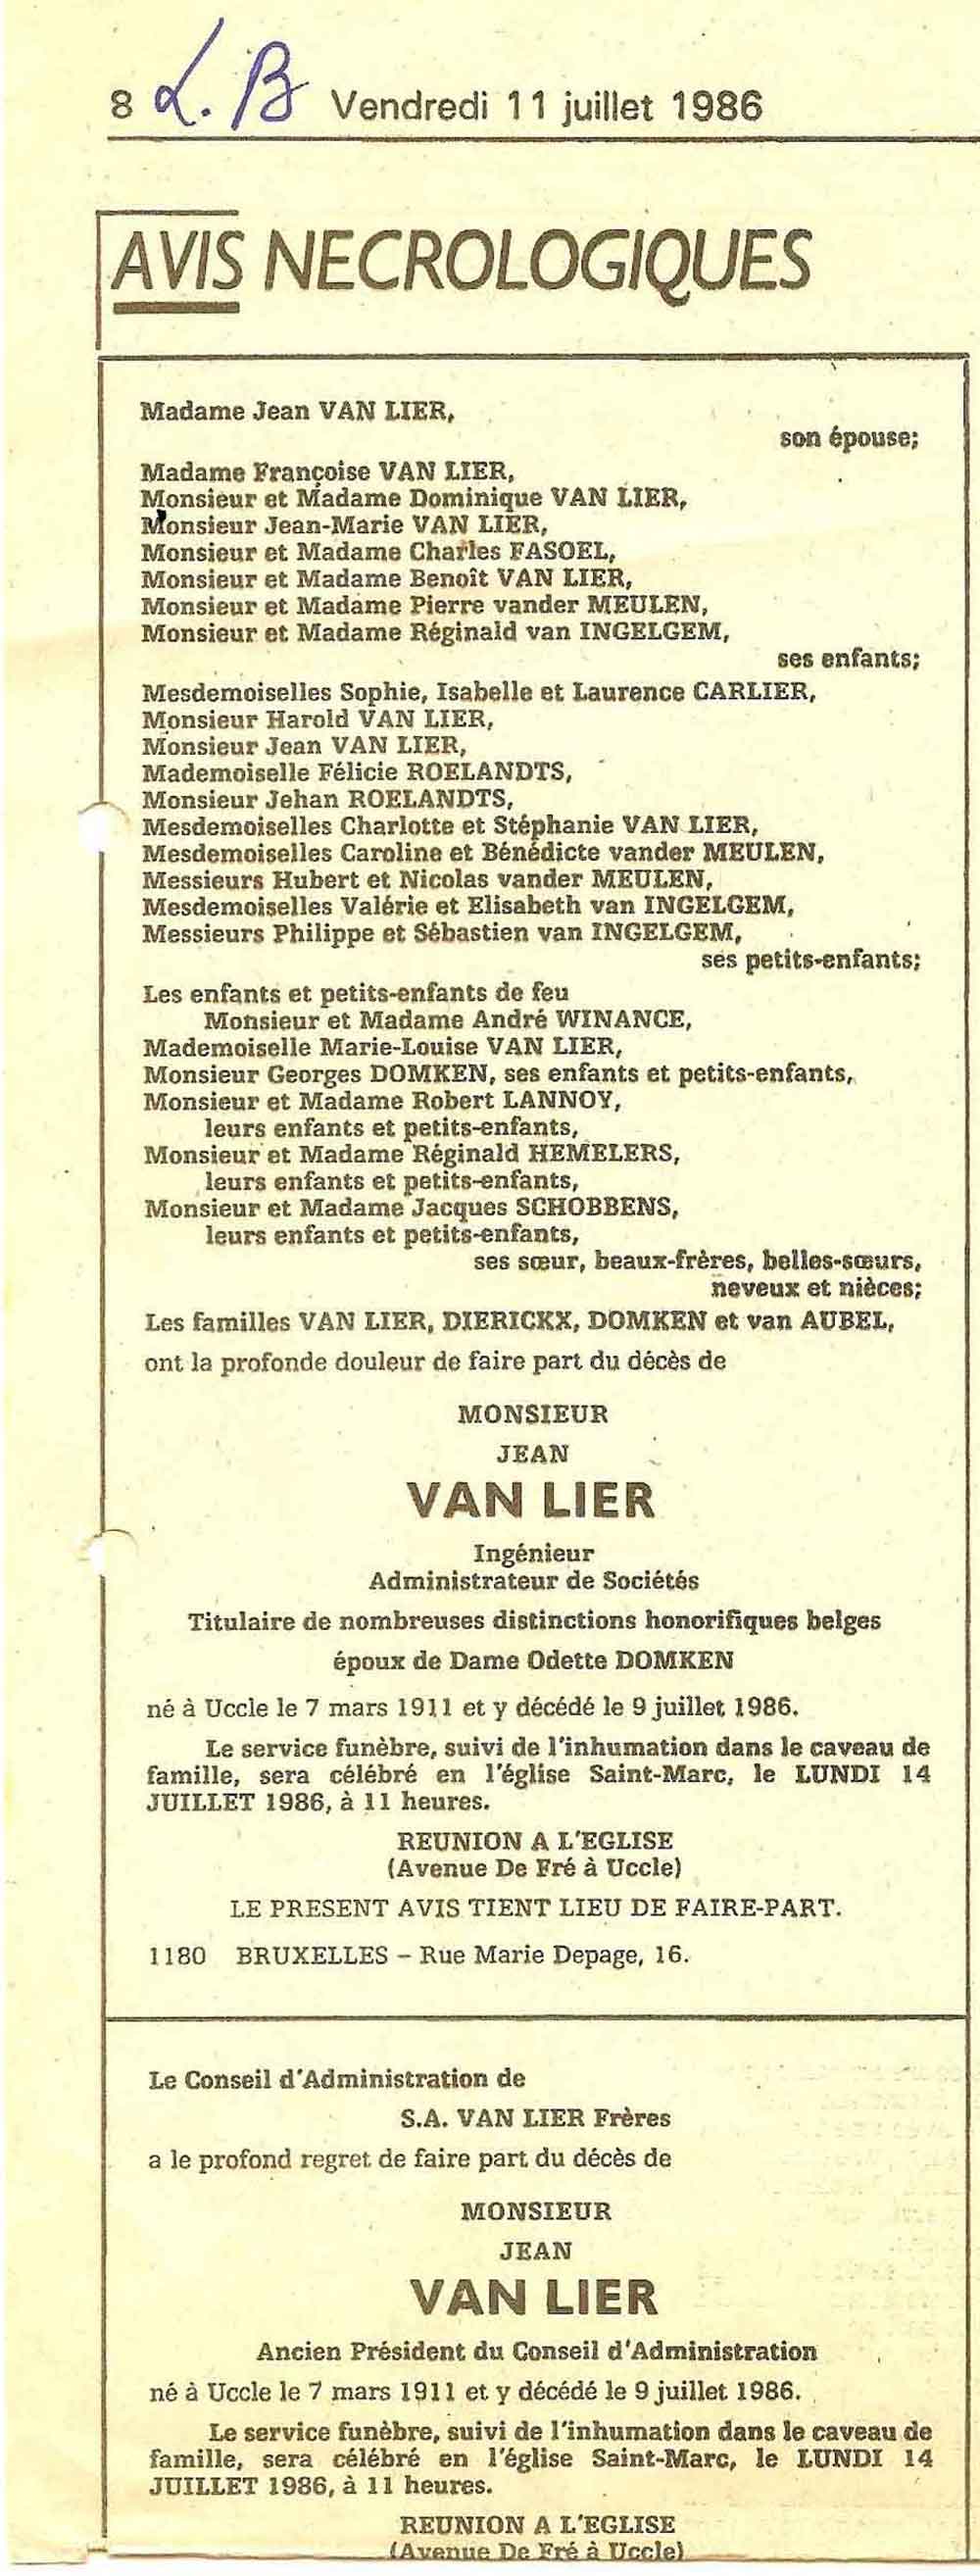 8 L. B Vendredi 11 juillet 1986
AVIS NECROLOGIQUES
Madame Jean VAN LIER,
son épouse;
Madame Françoise VAN LIER,
Monsieur et Madame Dominique VAN LIER,
Monsieur Jean-Marie VAN LIER,
Monsieur et Madame Charles FASOEL,
Monsieur et Madame Benoît VAN LIER,
Monsieur et Madame Pierre vander MEULEN,
Monsieur et Madame Réginald van INGELGEM,
ses enfants;
Mesdemoiselles Sophie, Isabelle et Laurence CARLIER,
Monsieur Harold VAN LIER,
Monsieur Jean VAN LIER,
Mademoiselle Félicie ROELANDTS,
Monsieur Jehan ROELANDTS,
Mesdemoiselles Charlotte et Stéphanie VAN LIER,
Mesdemoiselles Caroline et Bénédicte vander MEULEN,
Messieurs Hubert et Nicolas vander MEULEN,
Mesdemoiselles Valérie et Elisabeth van INGELGEM,
Messieurs Philippe et Sébastien van INGELGEM,
ses petits-enfants;
Les enfants et petits-enfants de feu
Monsieur et Madame André WINANCE,
Mademoiselle Marie-Louise VAN LIER,
Monsieur Georges DOMKEN, ses enfants et petits-enfants,
Monsieur et Madame Robert LANNOY,
leurs enfants et petits-enfants,
Monsieur et Madame Réginald HEMELERS,
leurs enfants et petits-enfants,
Monsieur et Madame Jacques SCHOBBENS,
leurs enfants et petits-enfants,
ses sœur, beaux-frères, belles-sœurs,
neveux et nièces;
Les familles VAN LIER, DIERICKX, DOMKEN et van AUBEL,
ont la profonde douleur de faire part du décès de
MONSIEUR
JEAN
VAN LIER
Ingénieur
Administrateur de Sociétés
Titulaire de nombreuses distinctions honorifiques belges
époux de Dame Odette DOMKEN
né à Uccle le 7 mars 1911 et y décédé le 9 juillet 1986.
Le service funèbre, suivi de l'inhumation dans le caveau de
famille, sera célébré en l'église Saint-Marc, le LUNDI 14
JUILLET 1986, à 11 heures.
REUNION A L'EGLISE
(Avenue De Fré à Uccle)
LE PRESENT AVIS TIENT LIEU DE FAIRE-PART.
1180 BRUXELLES – Rue Marie Depage, 16.
Le Conseil d'Administration de
S.A. VAN LIER Frères
a le profond regret de faire part du décès de
MONSIEUR
JEAN
VAN LIER
Ancien Président du Conseil d'Administration
né à Uccle le 7 mars 1911 et y décédé le 9 juillet 1986.
Le service funèbre, suivi de l'inhumation dans le caveau de
famille, sera célébré en l'église Saint-Marc, le LUNDI 14
JUILLET 1986, à 11 heures.
REUNION A L'EGLISE
(Avenue De Fré à Uccle)